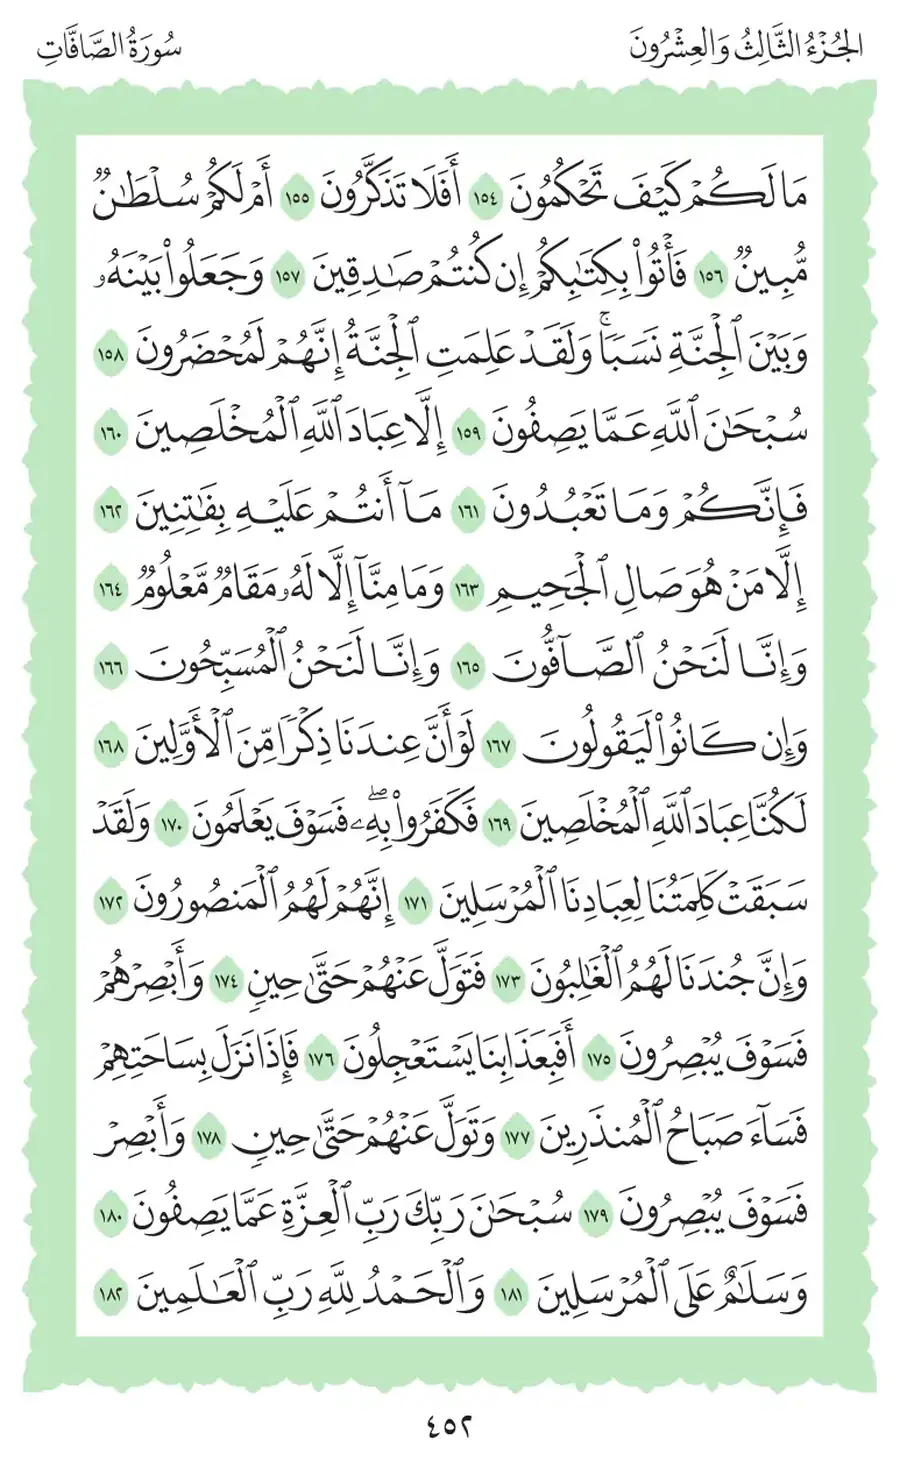 الجُزْءُ الثَّالِثُ وَالعِشْرُونَ
سُورَةُ الصَّافَّاتِ
مَا لَكُمْ كَيْفَ تَحْكُمُونَ ١٥٤ أَفَلَا تَذَكَّرُونَ ١٥٥ أَمْ لَكُمْ سُلْطَٰنٌ
مُّبِينٌ ١٥٦ فَأْتُوا۟ بِكِتَٰبِكُمْ إِن كُنتُمْ صَٰدِقِينَ ١٥٧ وَجَعَلُوا۟ بَيْنَهُۥ
وَبَيْنَ ٱلْجِنَّةِ نَسَبًا ۚ وَلَقَدْ عَلِمَتِ ٱلْجِنَّةُ إِنَّهُمْ لَمُحْضَرُونَ ١٥٨
سُبْحَٰنَ ٱللَّهِ عَمَّا يَصِفُونَ ١٥٩ إِلَّا عِبَادَ ٱللَّهِ ٱلْمُخْلَصِينَ ١٦٠
فَإِنَّكُمْ وَمَا تَعْبُدُونَ ١٦١ مَآ أَنتُمْ عَلَيْهِ بِفَٰتِنِينَ ١٦٢
إِلَّا مَنْ هُوَ صَالِ ٱلْجَحِيمِ ١٦٣ وَمَا مِنَّآ إِلَّا لَهُۥ مَقَامٌ مَّعْلُومٌ ١٦٤
وَإِنَّا لَنَحْنُ ٱلصَّآفُّونَ ١٦٥ وَإِنَّا لَنَحْنُ ٱلْمُسَبِّحُونَ ١٦٦
وَإِن كَانُوا۟ لَيَقُولُونَ ١٦٧ لَوْ أَنَّ عِندَنَا ذِكْرًا مِّنَ ٱلْأَوَّلِينَ ١٦٨
لَكُنَّا عِبَادَ ٱللَّهِ ٱلْمُخْلَصِينَ ١٦٩ فَكَفَرُوا۟ بِهِۦ ۖ فَسَوْفَ يَعْلَمُونَ ١٧٠ وَلَقَدْ
سَبَقَتْ كَلِمَتُنَا لِعِبَادِنَا ٱلْمُرْسَلِينَ ١٧١ إِنَّهُمْ لَهُمُ ٱلْمَنصُورُونَ ١٧٢
وَإِنَّ جُندَنَا لَهُمُ ٱلْغَٰلِبُونَ ١٧٣ فَتَوَلَّ عَنْهُمْ حَتَّىٰ حِينٍ ١٧٤ وَأَبْصِرْهُمْ
فَسَوْفَ يُبْصِرُونَ ١٧٥ أَفَبِعَذَابِنَا يَسْتَعْجِلُونَ ١٧٦ فَإِذَا نَزَلَ بِسَاحَتِهِمْ
فَسَآءَ صَبَاحُ ٱلْمُنذَرِينَ ١٧٧ وَتَوَلَّ عَنْهُمْ حَتَّىٰ حِينٍ ١٧٨ وَأَبْصِرْ
فَسَوْفَ يُبْصِرُونَ ١٧٩ سُبْحَٰنَ رَبِّكَ رَبِّ ٱلْعِزَّةِ عَمَّا يَصِفُونَ ١٨٠
وَسَلَٰمٌ عَلَى ٱلْمُرْسَلِينَ ١٨١ وَٱلْحَمْدُ لِلَّهِ رَبِّ ٱلْعَٰلَمِينَ ١٨٢
٤٥٢